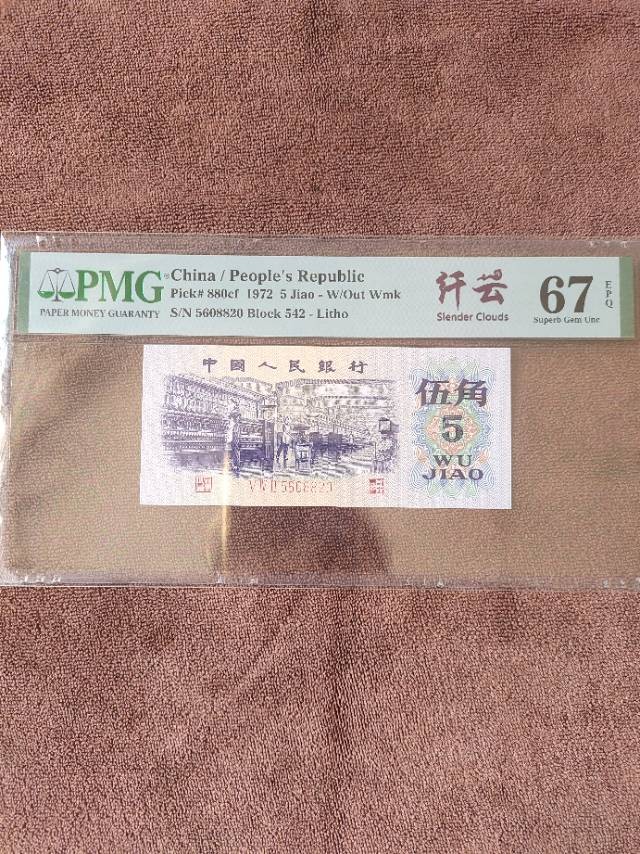 PMG
PAPER MONEY GUARANTY
China / People's Republic
Pick# 880cf 1972 5 Jiao - W/Out Wmk
S/N 5608820 Block 542 - Litho
纤云
Slender Clouds
67
EPQ
Superb Gem Unc
中國人民銀行
伍角
5
WU
JIAO
5608820